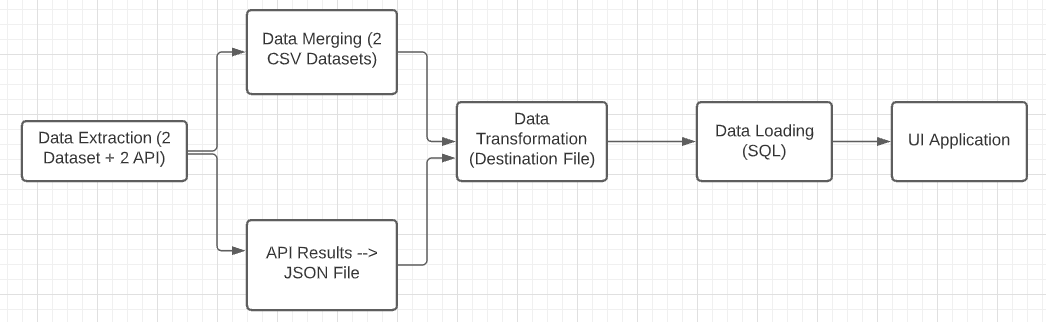 Data Extraction (2
Dataset + 2 API)
Data Merging (2
CSV Datasets)
API Results -->
JSON File
Data
Transformation
(Destination File)
Data Loading
(SQL)
UI Application